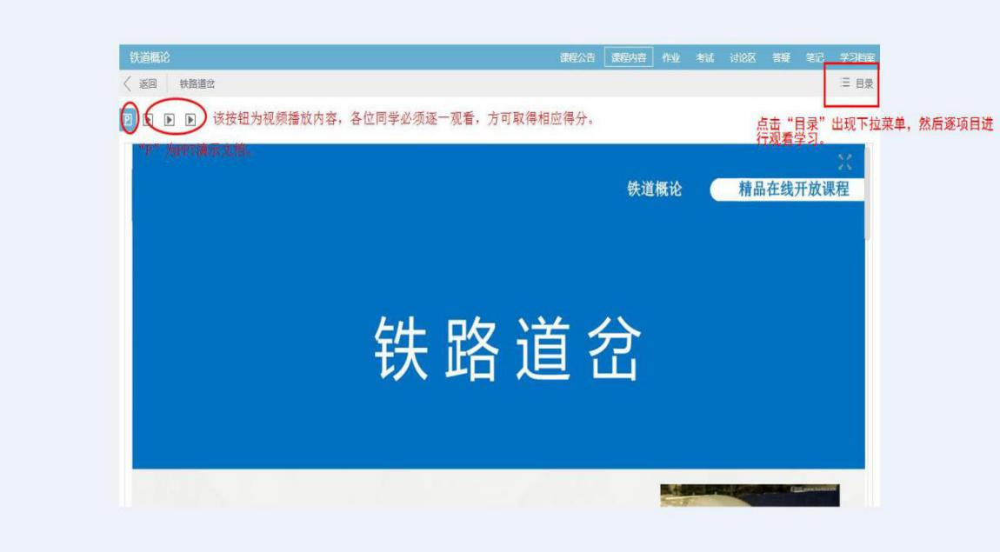 铁道概论
课程公告 课程内容 作业 考试 讨论区 答疑 笔记 学习档案
返回 铁路道岔 目录
P 该按钮为视频播放内容，各位同学必须逐一观看，方可取得相应得分。
点击“目录”出现下拉菜单，然后逐项目进
行观看学习。
“P”为PPT演示文稿。
铁道概论 精品在线开放课程
铁路道岔